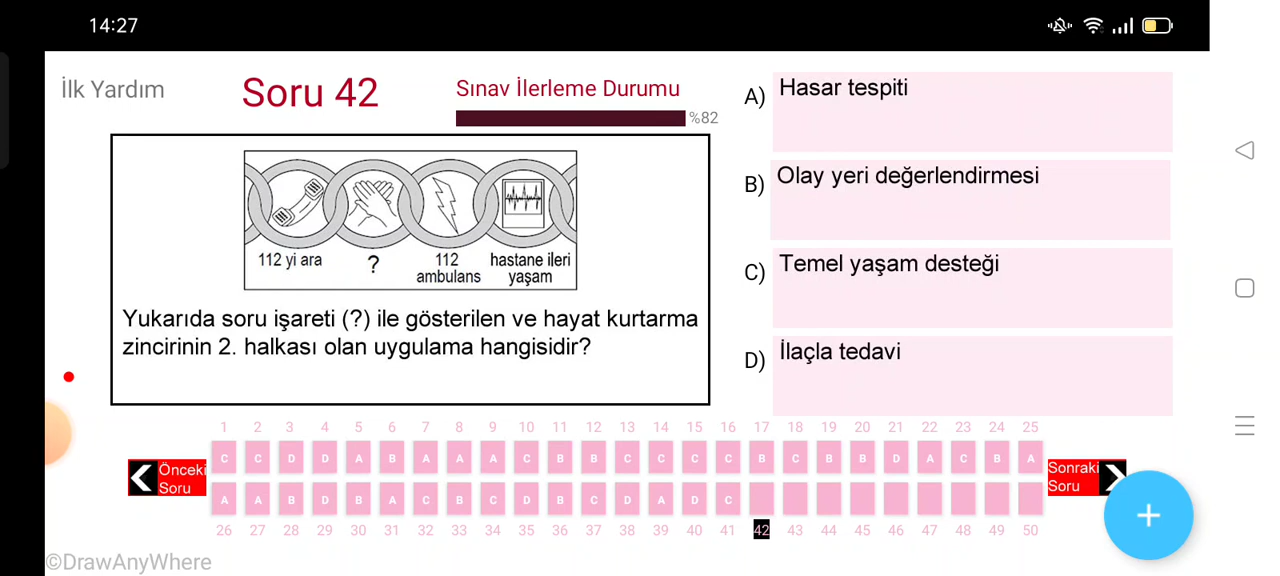 14:27
İlk Yardım
Soru 42
Sınav İlerleme Durumu
%82
112 yi ara
?
112
ambulans
hastane ileri
yaşam
Yukarıda soru işareti (?) ile gösterilen ve hayat kurtarma
zincirinin 2. halkası olan uygulama hangisidir?
A) Hasar tespiti
B) Olay yeri değerlendirmesi
C) Temel yaşam desteği
D) İlaçla tedavi
1 2 3 4 5 6 7 8 9 10 11 12 13 14 15 16 17 18 19 20 21 22 23 24 25
C C D D A B A A A C B B C C C C B C B B D A C B A
Önceki
Soru
Sonraki
Soru
A A B D B A C B C D B C D A D C
26 27 28 29 30 31 32 33 34 35 36 37 38 39 40 41 42 43 44 45 46 47 48 49 50
+
©DrawAnyWhere